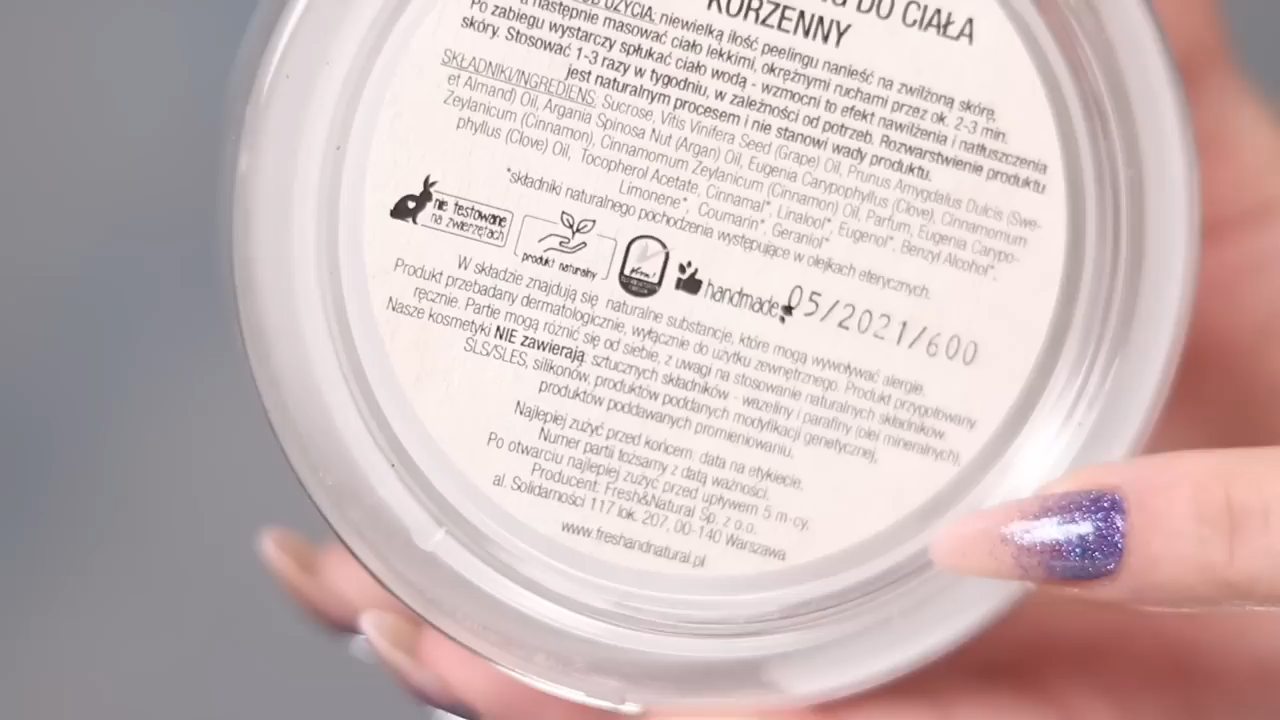 DO CIAŁA
KORZENNY
UŻYCIA: niewielką ilość peelingu nanieść na zwilżoną skórę,
a następnie masować ciało lekkimi, okrężnymi ruchami przez ok. 2-3 min.
Po zabiegu wystarczy spłukać ciało wodą - wzmocni to efekt nawilżenia i natłuszczenia
skóry. Stosować 1-3 razy w tygodniu, w zależności od potrzeb. Rozwarstwienie produktu
jest naturalnym procesem i nie stanowi wady produktu.
SKŁADNIKI/INGREDIENS: Sucrose, Vitis Vinifera Seed (Grape) Oil, Prunus Amygdalus Dulcis (Swe-
et Almand) Oil, Argania Spinosa Nut (Argan) Oil, Eugenia Carypophyllus (Clove), Cinnamomum
Zeylanicum (Cinnamon), Cinnamomum Zeylanicum (Cinnamon) Oil, Parfum, Eugenia Carypo-
phyllus (Clove) Oil, Tocopherol Acetate, Cinnamal*, Linalool*, Eugenol*, Benzyl Alcohol*,
Limonene*, Coumarin*, Geraniol*
*składniki naturalnego pochodzenia występujące w olejkach eterycznych.
nie testowane
na zwierzętach
produkt naturalny
handmade
05/2021/600
W składzie znajdują się naturalne substancje, które mogą wywoływać alergie.
Produkt przebadany dermatologicznie, wyłącznie do użytku zewnętrznego. Produkt przygotowany
ręcznie. Partie mogą różnić się od siebie, z uwagi na stosowanie naturalnych składników.
Nasze kosmetyki NIE zawierają: sztucznych składników - wazeliny i parafiny (olei mineralnych),
SLS/SLES, silikonów, produktów poddanych modyfikacji genetycznej,
produktów poddawanych promieniowaniu.
Najlepiej zużyć przed końcem: data na etykiecie.
Numer partii tożsamy z datą ważności.
Po otwarciu najlepiej zużyć przed upływem 5 m-cy.
Producent: Fresh&Natural Sp. z o.o.
al. Solidarności 117 lok. 207, 00-140 Warszawa
www.freshandnatural.pl